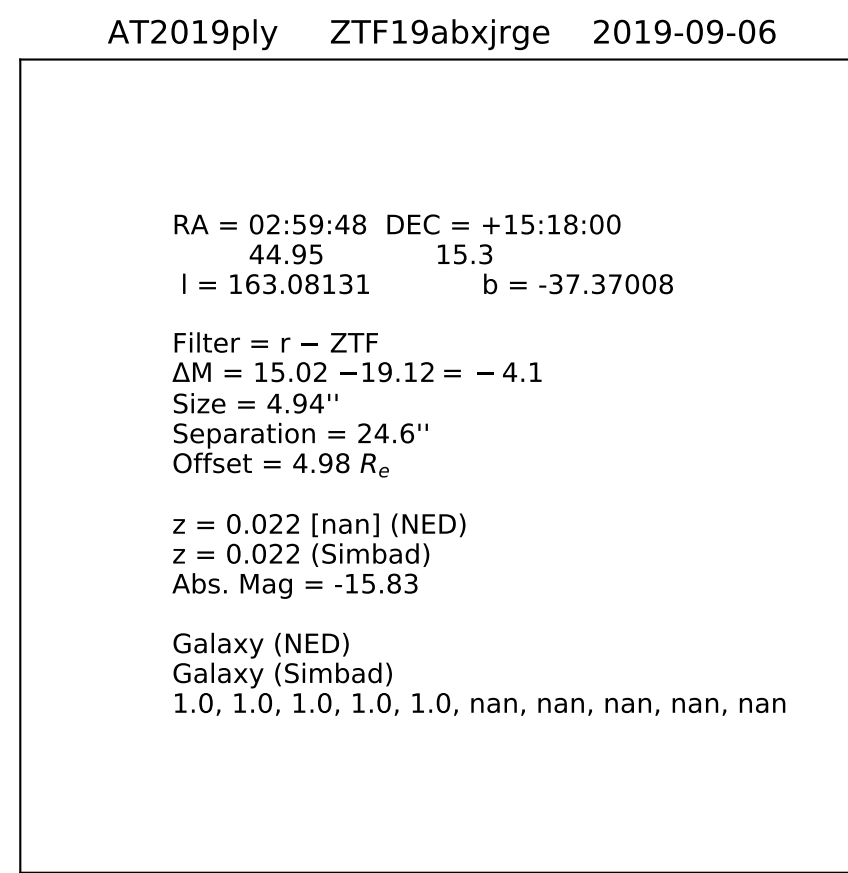 AT2019ply ZTF19abxjrge 2019-09-06
RA = 02:59:48 DEC = +15:18:00
44.95 15.3
l = 163.08131 b = -37.37008
Filter = r − ZTF
ΔM = 15.02 −19.12 = − 4.1
Size = 4.94''
Separation = 24.6''
Offset = 4.98 Re
z = 0.022 [nan] (NED)
z = 0.022 (Simbad)
Abs. Mag = -15.83
Galaxy (NED)
Galaxy (Simbad)
1.0, 1.0, 1.0, 1.0, 1.0, nan, nan, nan, nan, nan